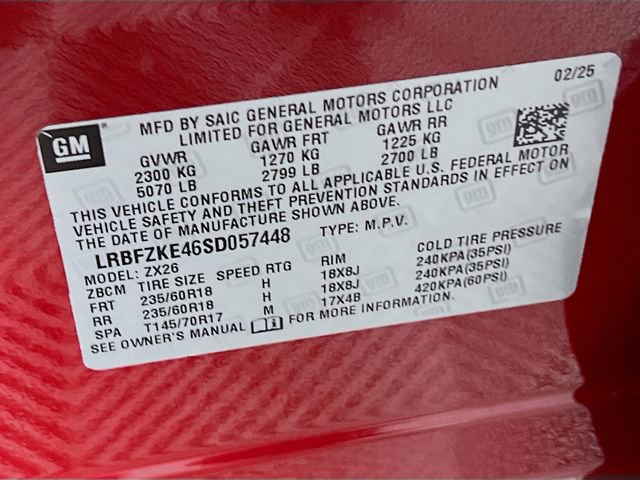 GM
02/25
MFD BY SAIC GENERAL MOTORS CORPORATION
LIMITED FOR GENERAL MOTORS LLC
GVWR GAWR FRT GAWR RR
2300 KG 1270 KG 1225 KG
5070 LB 2799 LB 2700 LB
THIS VEHICLE CONFORMS TO ALL APPLICABLE U.S. FEDERAL MOTOR
VEHICLE SAFETY AND THEFT PREVENTION STANDARDS IN EFFECT ON
THE DATE OF MANUFACTURE SHOWN ABOVE.
LRBFZKE46SD057448 TYPE: M.P.V.
MODEL: ZX26
ZBCM TIRE SIZE SPEED RTG RIM COLD TIRE PRESSURE
FRT 235/60R18 H 18X8J 240KPA(35PSI)
RR 235/60R18 H 18X8J 240KPA(35PSI)
SPA T145/70R17 M 17X4B 420KPA(60PSI)
SEE OWNER'S MANUAL FOR MORE INFORMATION